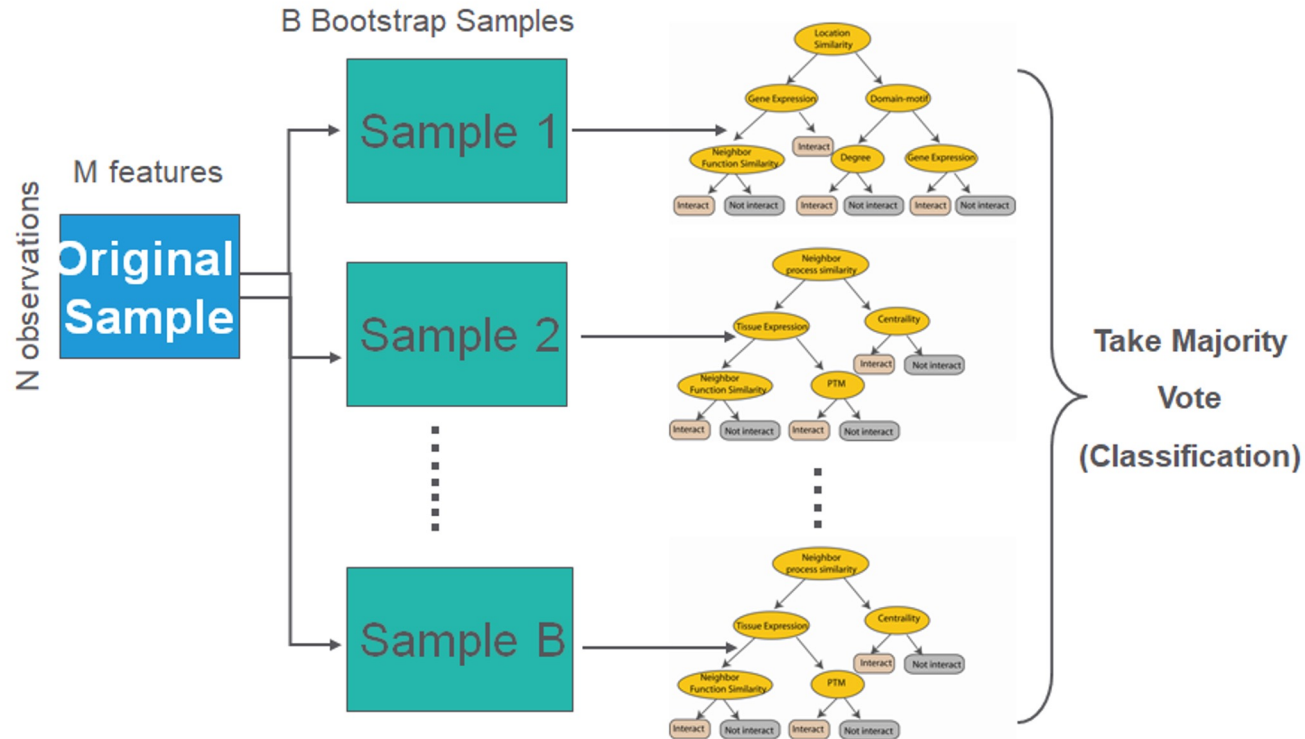 B Bootstrap Samples
M features
N observations
Original
Sample
Sample 1
Location
Similarity
Gene Expression
Domain-motif
Interact
Neighbor
Function Similarity
Degree
Gene Expression
Interact
Not interact
Interact
Not interact
Interact
Not interact
Sample 2
Neighbor
process similarity
Tissue Expression
Centraility
Interact
Not interact
Neighbor
Function Similarity
PTM
Interact
Not interact
Interact
Not interact
Sample B
Neighbor
process similarity
Tissue Expression
Centraility
Interact
Not interact
Neighbor
Function Similarity
PTM
Interact
Not interact
Interact
Not interact
Take Majority
Vote
(Classification)